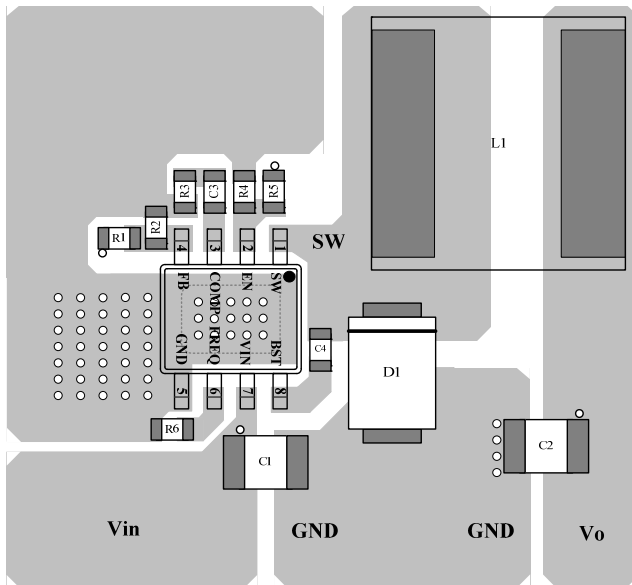 L1
R3
C3
R4
R5
R2
R1
SW
4
3
2
1
FB
COMP
EN
SW
GND
FREQ
VIN
BST
5
6
7
8
C4
D1
R6
C1
C2
Vin
GND
GND
Vo